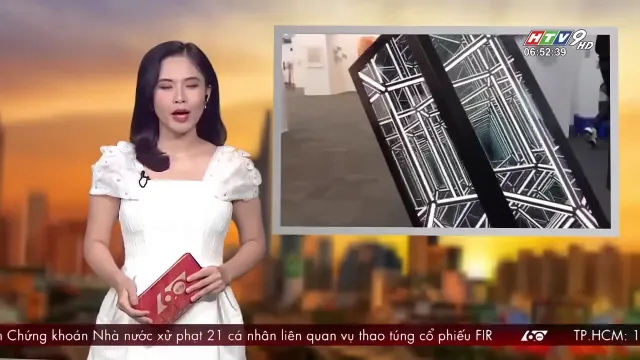 HTV9 HD
06:52:39
Chứng khoán Nhà nước xử phạt 21 cá nhân liên quan vụ thao túng cổ phiếu FIR
60
TP.HCM: 1